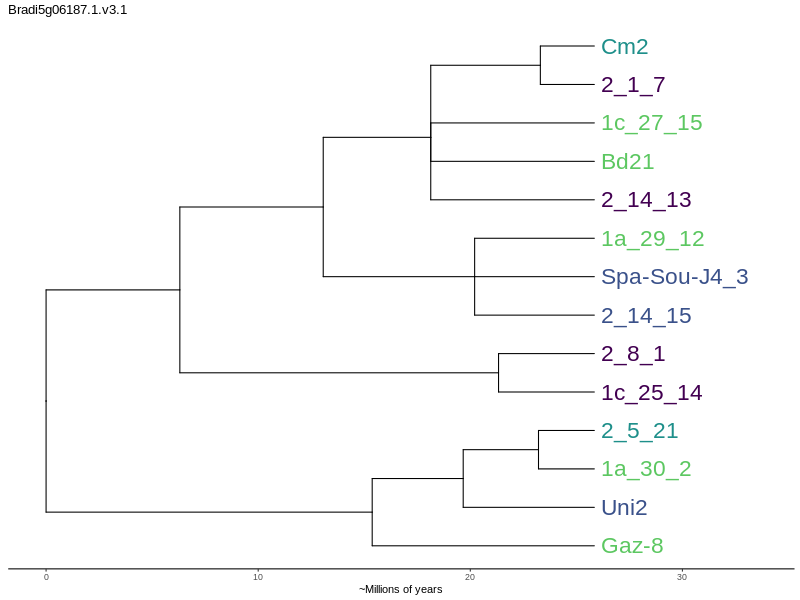 Bradi5g06187.1.v3.1
Cm2
2_1_7
1c_27_15
Bd21
2_14_13
1a_29_12
Spa-Sou-J4_3
2_14_15
2_8_1
1c_25_14
2_5_21
1a_30_2
Uni2
Gaz-8
0 10 20 30
~Millions of years